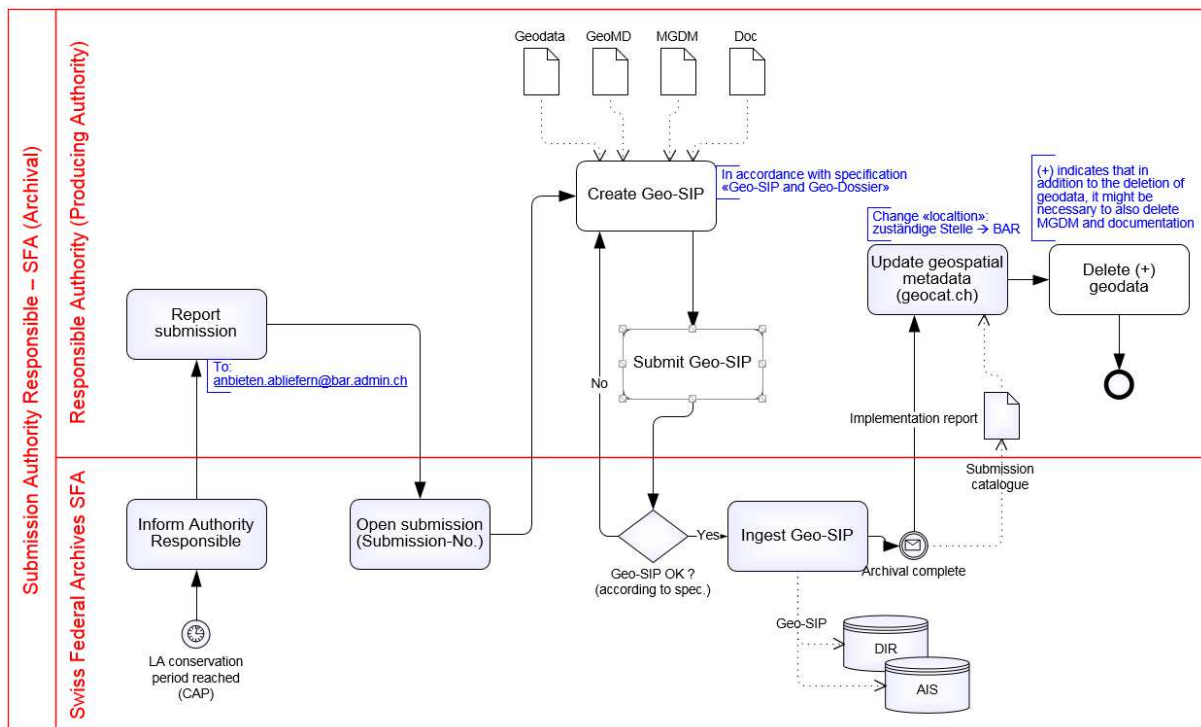 Submission Authority Responsible – SFA (Archival)
Responsible Authority (Producing Authority)
Geodata
GeoMD
MGDM
Doc
Create Geo-SIP
In accordance with specification
«Geo-SIP and Geo-Dossier»
(+) indicates that in
addition to the deletion of
geodata, it might be
necessary to also delete
MGDM and documentation
Change «localtion»:
zuständige Stelle → BAR
Update geospatial
metadata
(geocat.ch)
Delete (+)
geodata
Report
submission
To:
anbieten.abliefern@bar.admin.ch
Submit Geo-SIP
No
Implementation report
Submission
catalogue
Swiss Federal Archives SFA
Inform Authority
Responsible
Open submission
(Submission-No.)
Yes
Ingest Geo-SIP
Geo-SIP OK ?
(according to spec.)
Archival complete
Geo-SIP
DIR
AIS
LA conservation
period reached
(CAP)